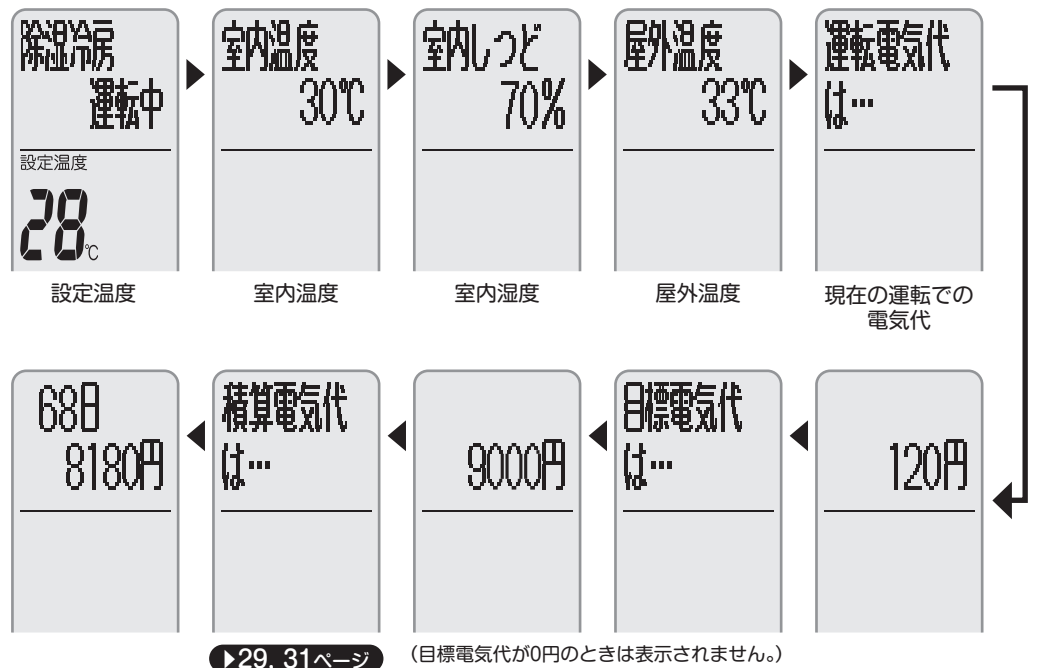 除湿冷房
運転中
設定温度
28℃
設定温度
室内温度
30℃
室内温度
室内しつど
70%
室内湿度
屋外温度
33℃
屋外温度
運転電気代
は…
現在の運転での
電気代
120円
目標電気代
は…
9000円
(目標電気代が0円のときは表示されません。)
積算電気代
は…
▶29, 31ページ
68日
8180円